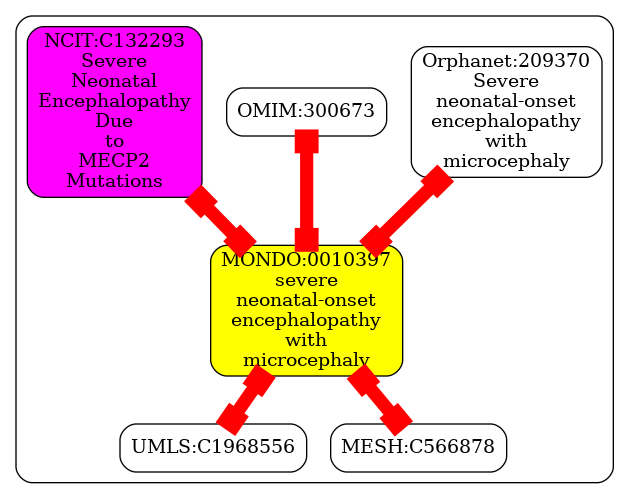 NCIT:C132293
Severe
Neonatal
Encephalopathy
Due
to
MECP2
Mutations
OMIM:300673
Orphanet:209370
Severe
neonatal-onset
encephalopathy
with
microcephaly
MONDO:0010397
severe
neonatal-onset
encephalopathy
with
microcephaly
UMLS:C1968556
MESH:C566878